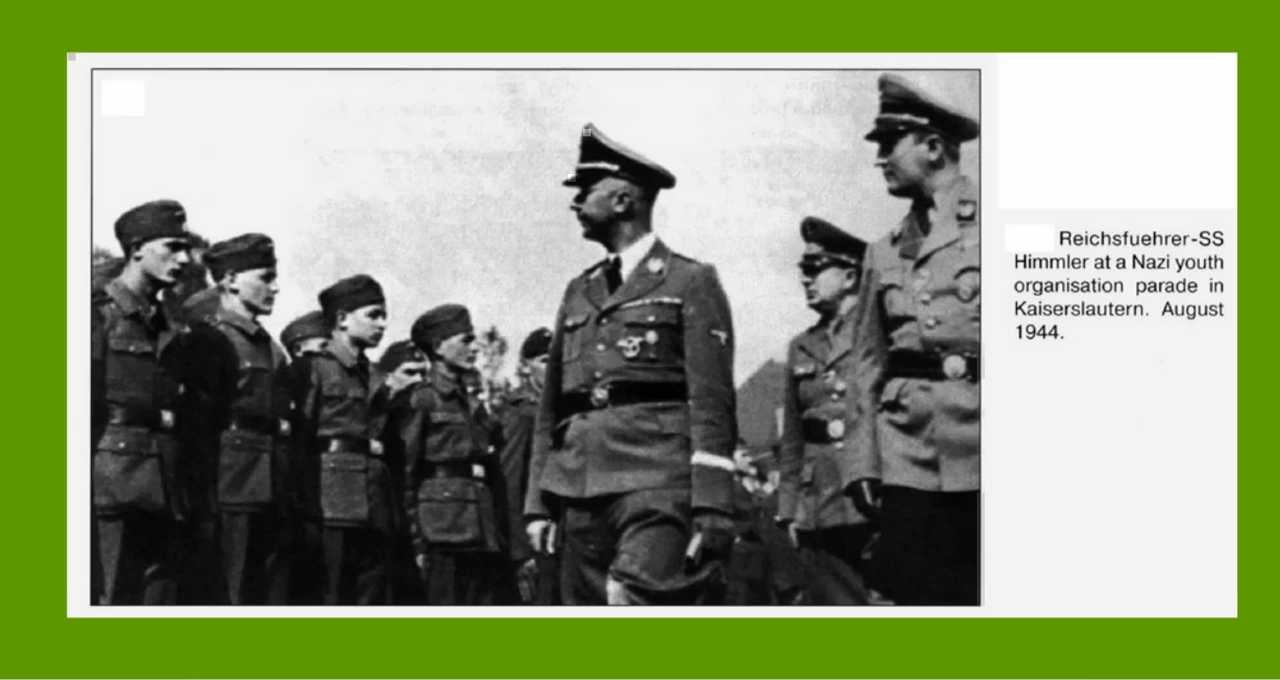 Reichsfuehrer-SS
Himmler at a Nazi youth
organisation parade in
Kaiserslautern. August
1944.